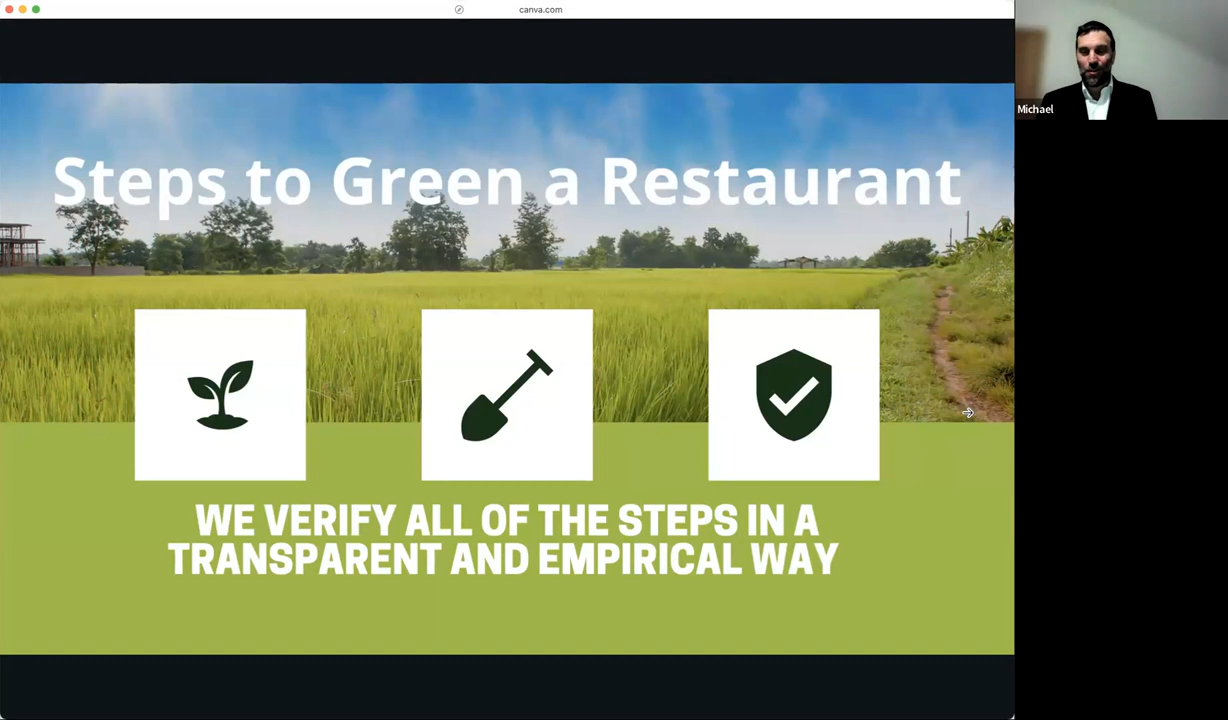 canva.com
Michael
Steps to Green a Restaurant
WE VERIFY ALL OF THE STEPS IN A
TRANSPARENT AND EMPIRICAL WAY